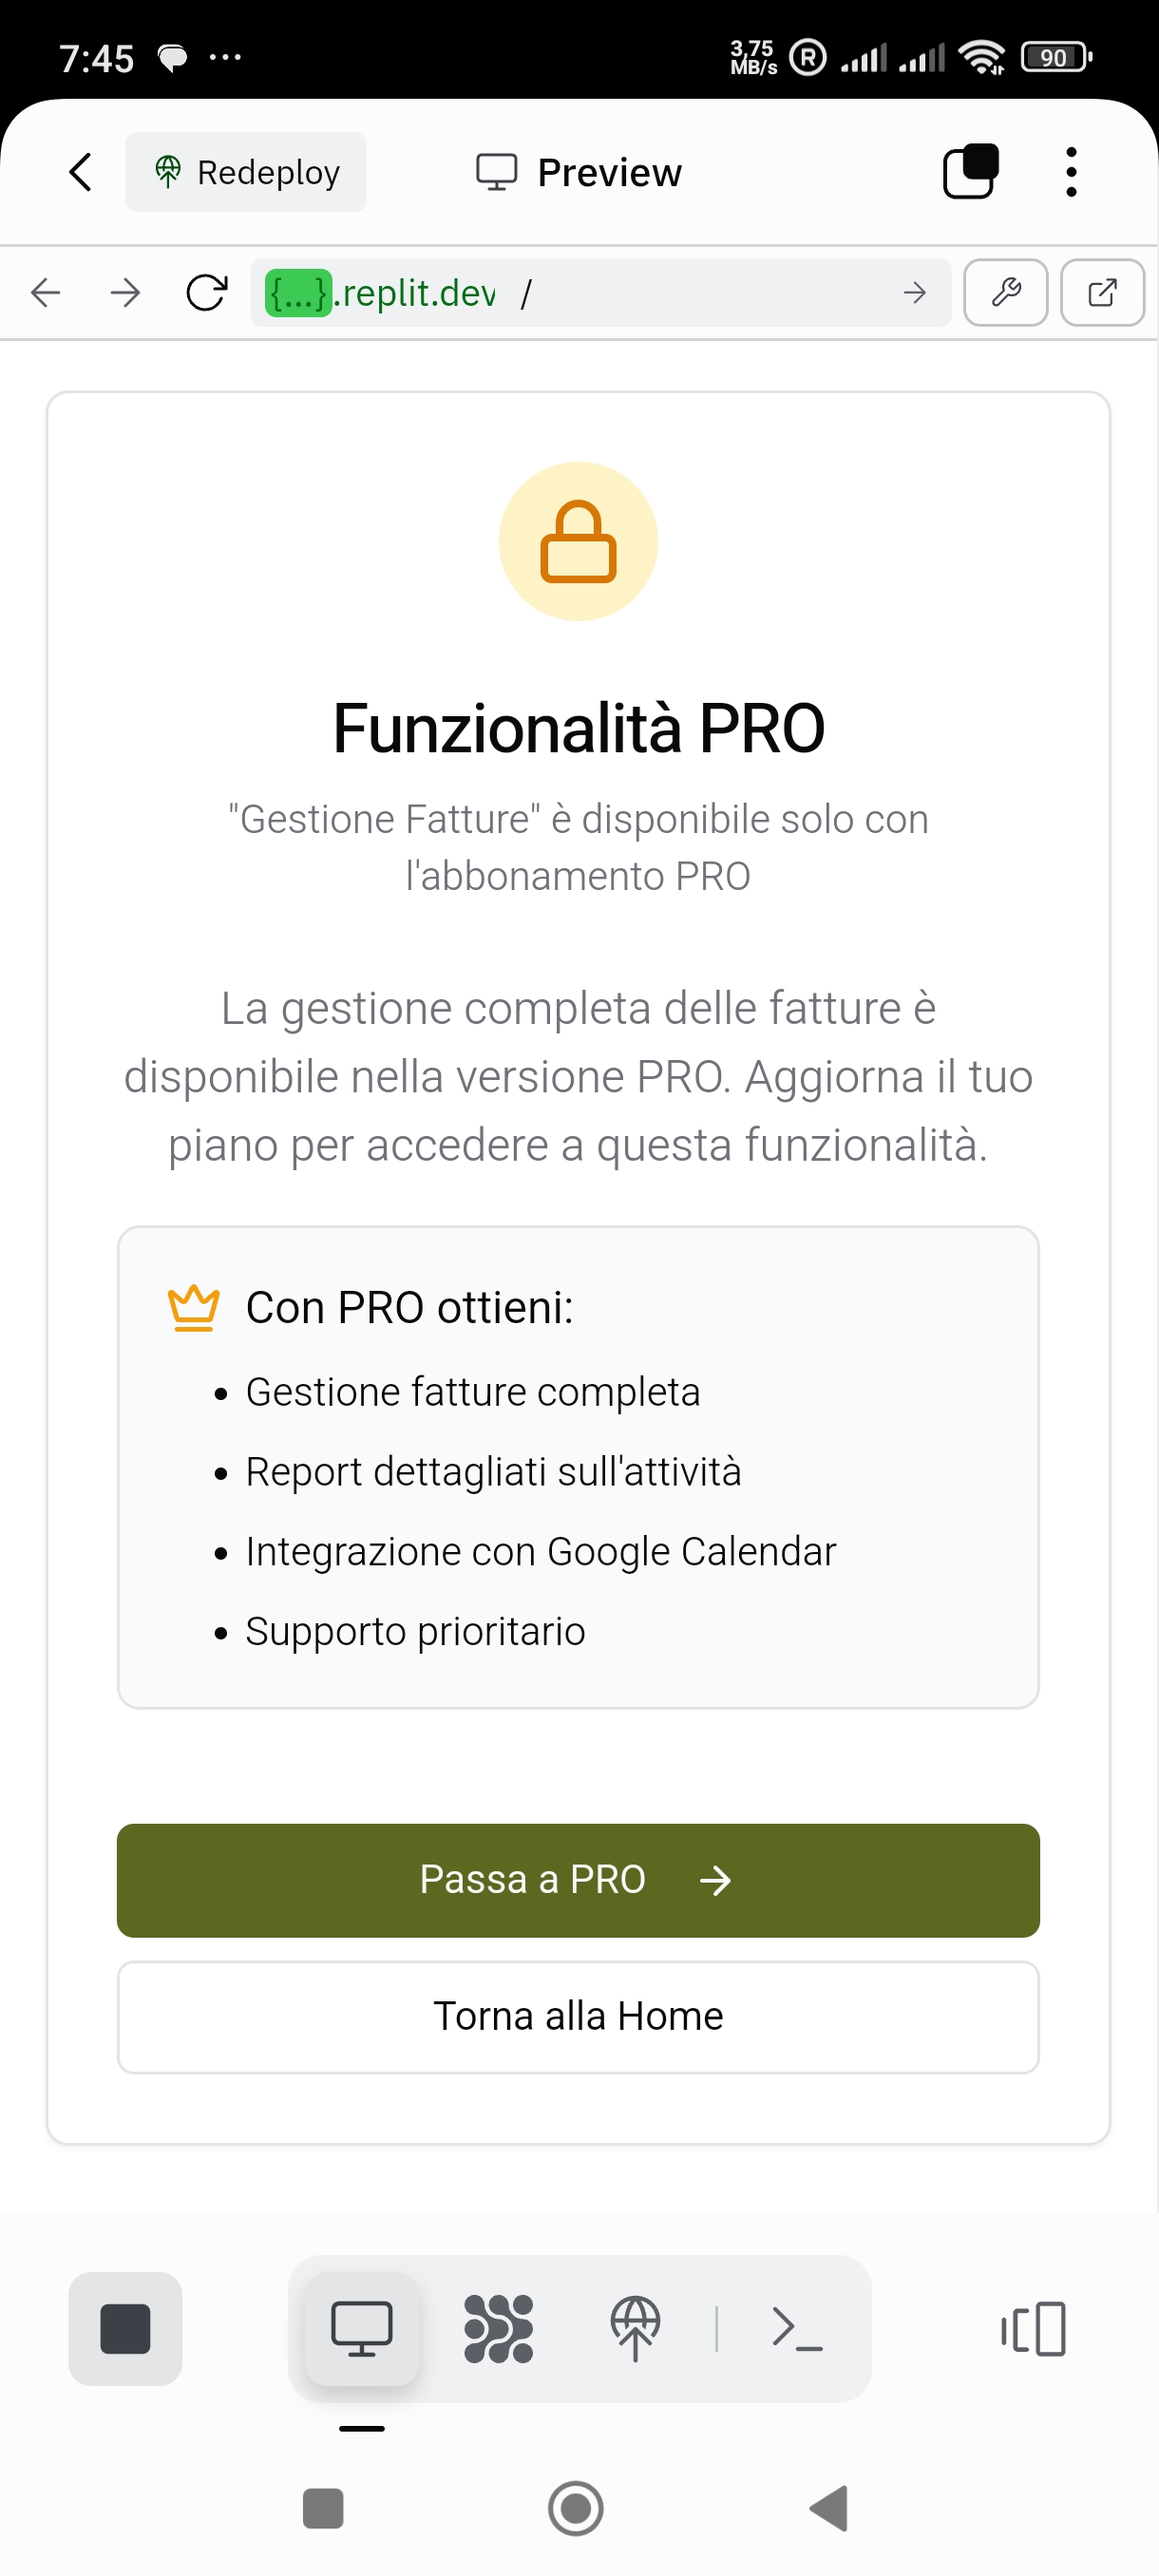 7:45
3,75
MB/s
R
90
Redeploy
Preview
{...}.replit.dev /
Funzionalità PRO
"Gestione Fatture" è disponibile solo con
l'abbonamento PRO
La gestione completa delle fatture è
disponibile nella versione PRO. Aggiorna il tuo
piano per accedere a questa funzionalità.
Con PRO ottieni:
• Gestione fatture completa
• Report dettagliati sull'attività
• Integrazione con Google Calendar
• Supporto prioritario
Passa a PRO
Torna alla Home